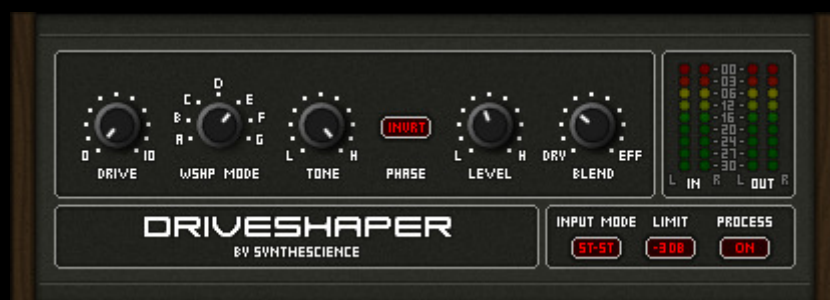 D
C E
B F
A G
0 10 L H INVRT L H DRY EFF
DRIVE WSHP MODE TONE PHASE LEVEL BLEND
00
03
06
12
16
20
24
27
30
L IN R L OUT R
DRIVESHAPER
BY SYNTHESCIENCE
INPUT MODE LIMIT PROCESS
ST-ST -3DB ON